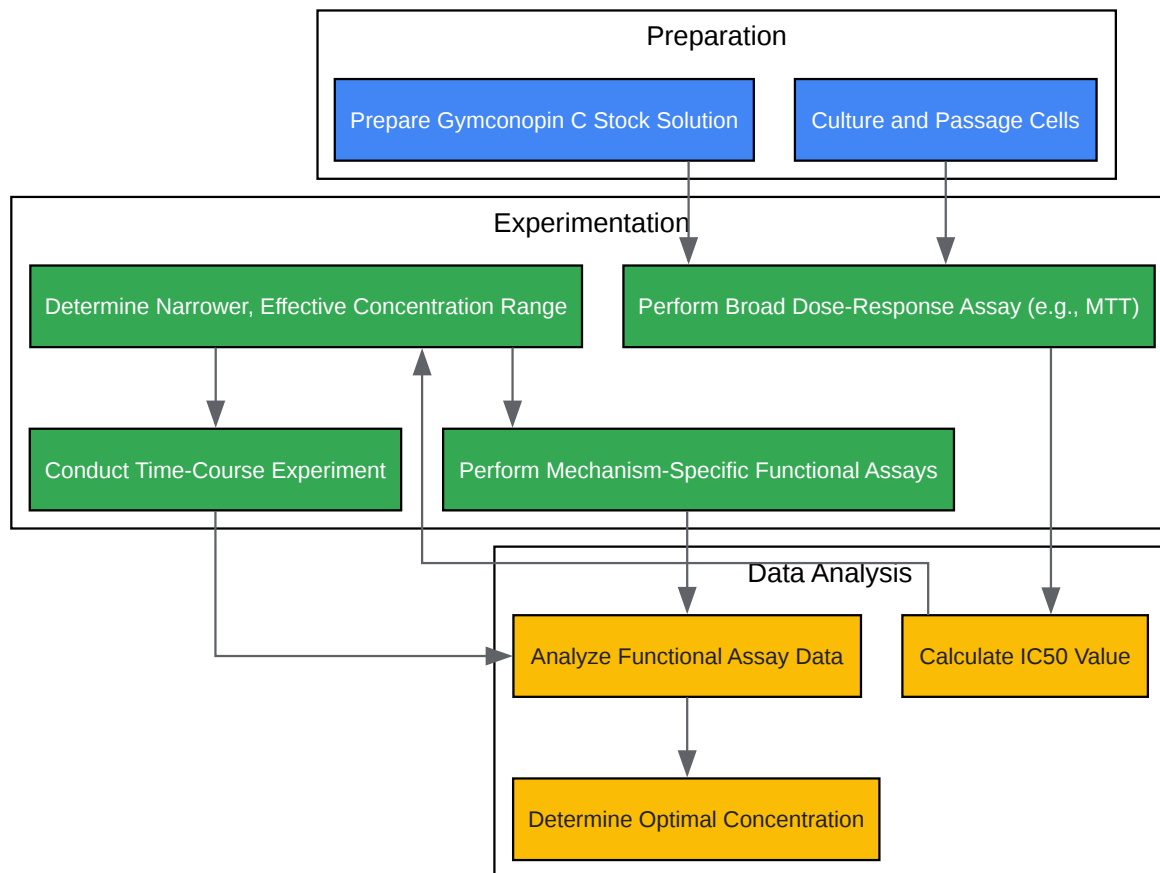 Preparation
Prepare Gymconopin C Stock Solution
Culture and Passage Cells
Experimentation
Determine Narrower, Effective Concentration Range
Perform Broad Dose-Response Assay (e.g., MTT)
Conduct Time-Course Experiment
Perform Mechanism-Specific Functional Assays
Data Analysis
Analyze Functional Assay Data
Calculate IC50 Value
Determine Optimal Concentration